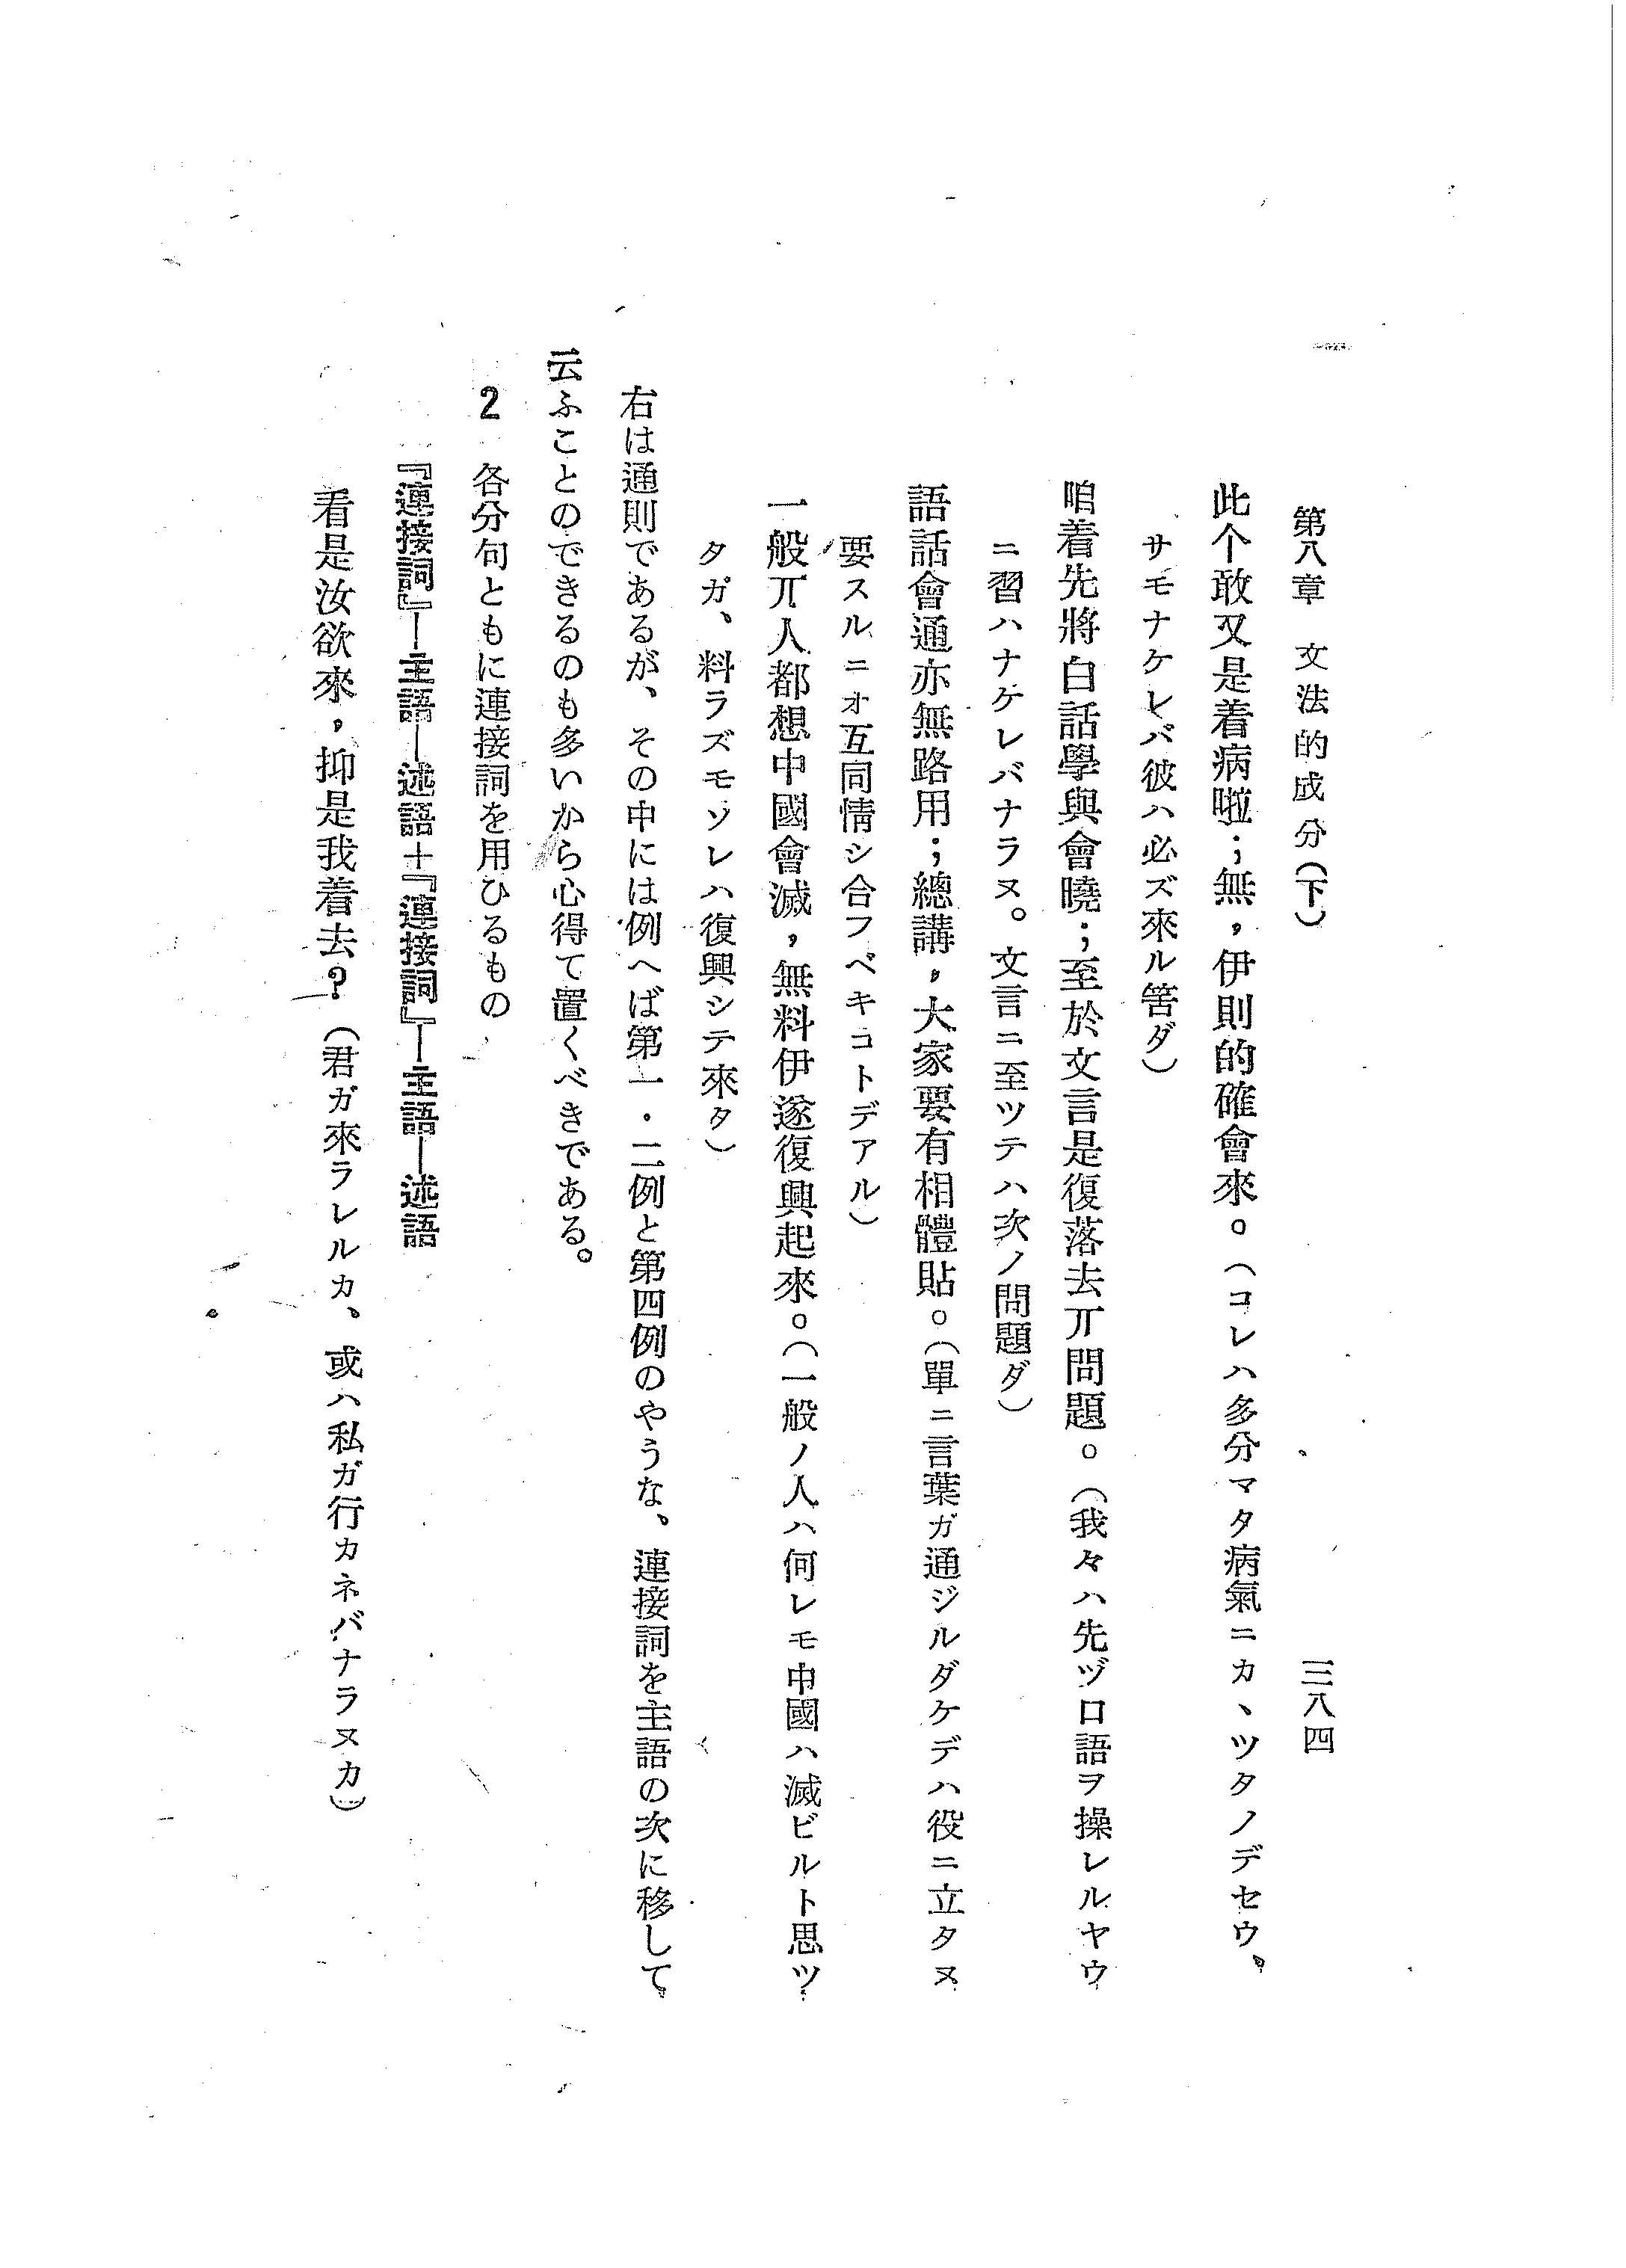 第八章　文法的成分（下）　三八四
此个敢又是着病啦；無，伊則的確會來。（コレハ多分マタ病氣ニカヽツタノデセウ、
サモナケレバ彼ハ必ズ來ル筈ダ）
咱着先將白話學與會曉；至於文言是復落去丌問題。（我々ハ先ヅ口語ヲ操レルヤウ
ニ習ハナケレバナラヌ。文言ニ至ツテハ次ノ問題ダ）
語話會通亦無路用；總講，大家要有相體貼。（單ニ言葉ガ通ジルダケデハ役ニ立タヌ
要スルニオ互同情シ合フベキコトデアル）
一般丌人都想中國會滅，無料伊遂復興起來。（一般ノ人ハ何レモ中國ハ滅ビルト思ツ
タガ、料ラズモソレハ復興シテ來タ）
右は通則であるが、その中には例へば第一・二例と第四例のやうな、連接詞を主語の次に移して
云ふことのできるのも多いから心得て置くべきである。
2　各分句ともに連接詞を用ひるもの
『連接詞』—主語—述語＋『連接詞』—主語—述語
看是汝欲來，抑是我着去？（君ガ來ラレルカ、或ハ私ガ行カネバナラヌカ）